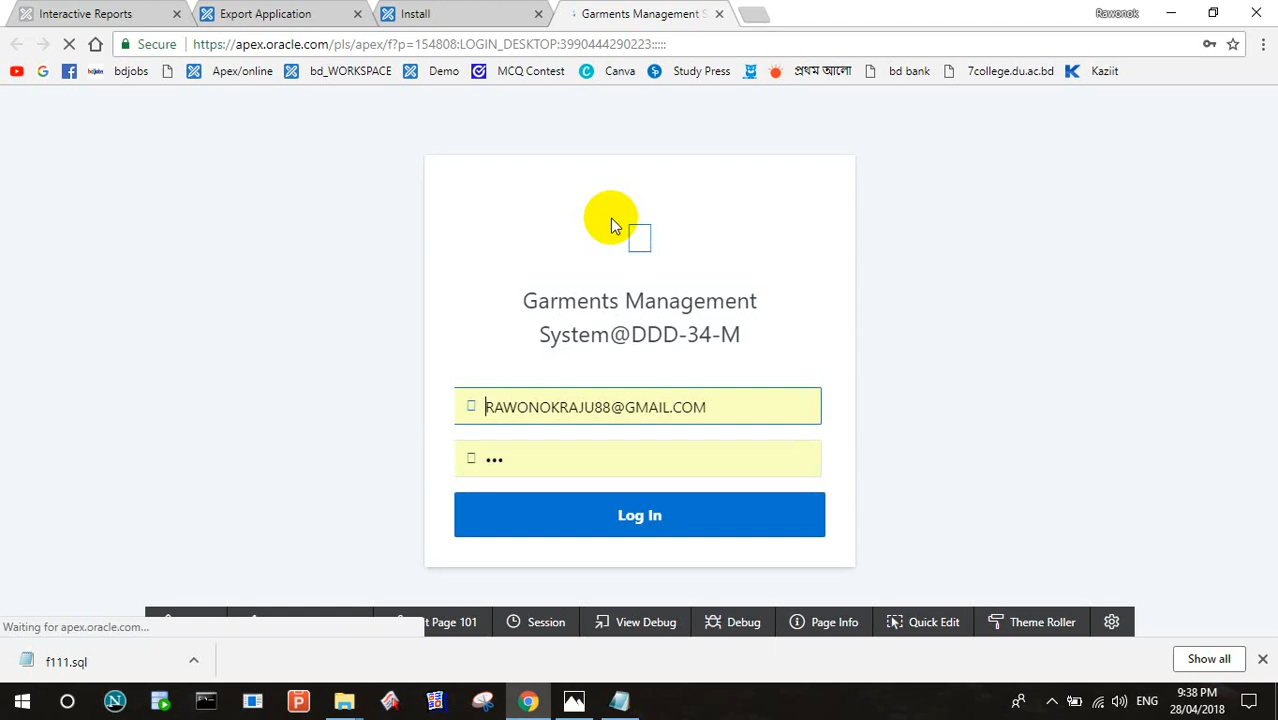 Interactive Reports
Export Application
Install
Garments Management S
Rawonok
Secure
https://apex.oracle.com/pls/apex/f?p=154808:LOGIN_DESKTOP:3990444290223:::::
bdjobs
Apex/online
bd_WORKSPACE
Demo
MCQ Contest
Canva
Study Press
প্রথম আলো
bd bank
7college.du.ac.bd
Kaziit
Garments Management
System@DDD-34-M
RAWONOKRAJU88@GMAIL.COM
•••
Log In
Page 101
Session
View Debug
Debug
Page Info
Quick Edit
Theme Roller
Waiting for apex.oracle.com...
f111.sql
Show all
ENG
9:38 PM
28/04/2018